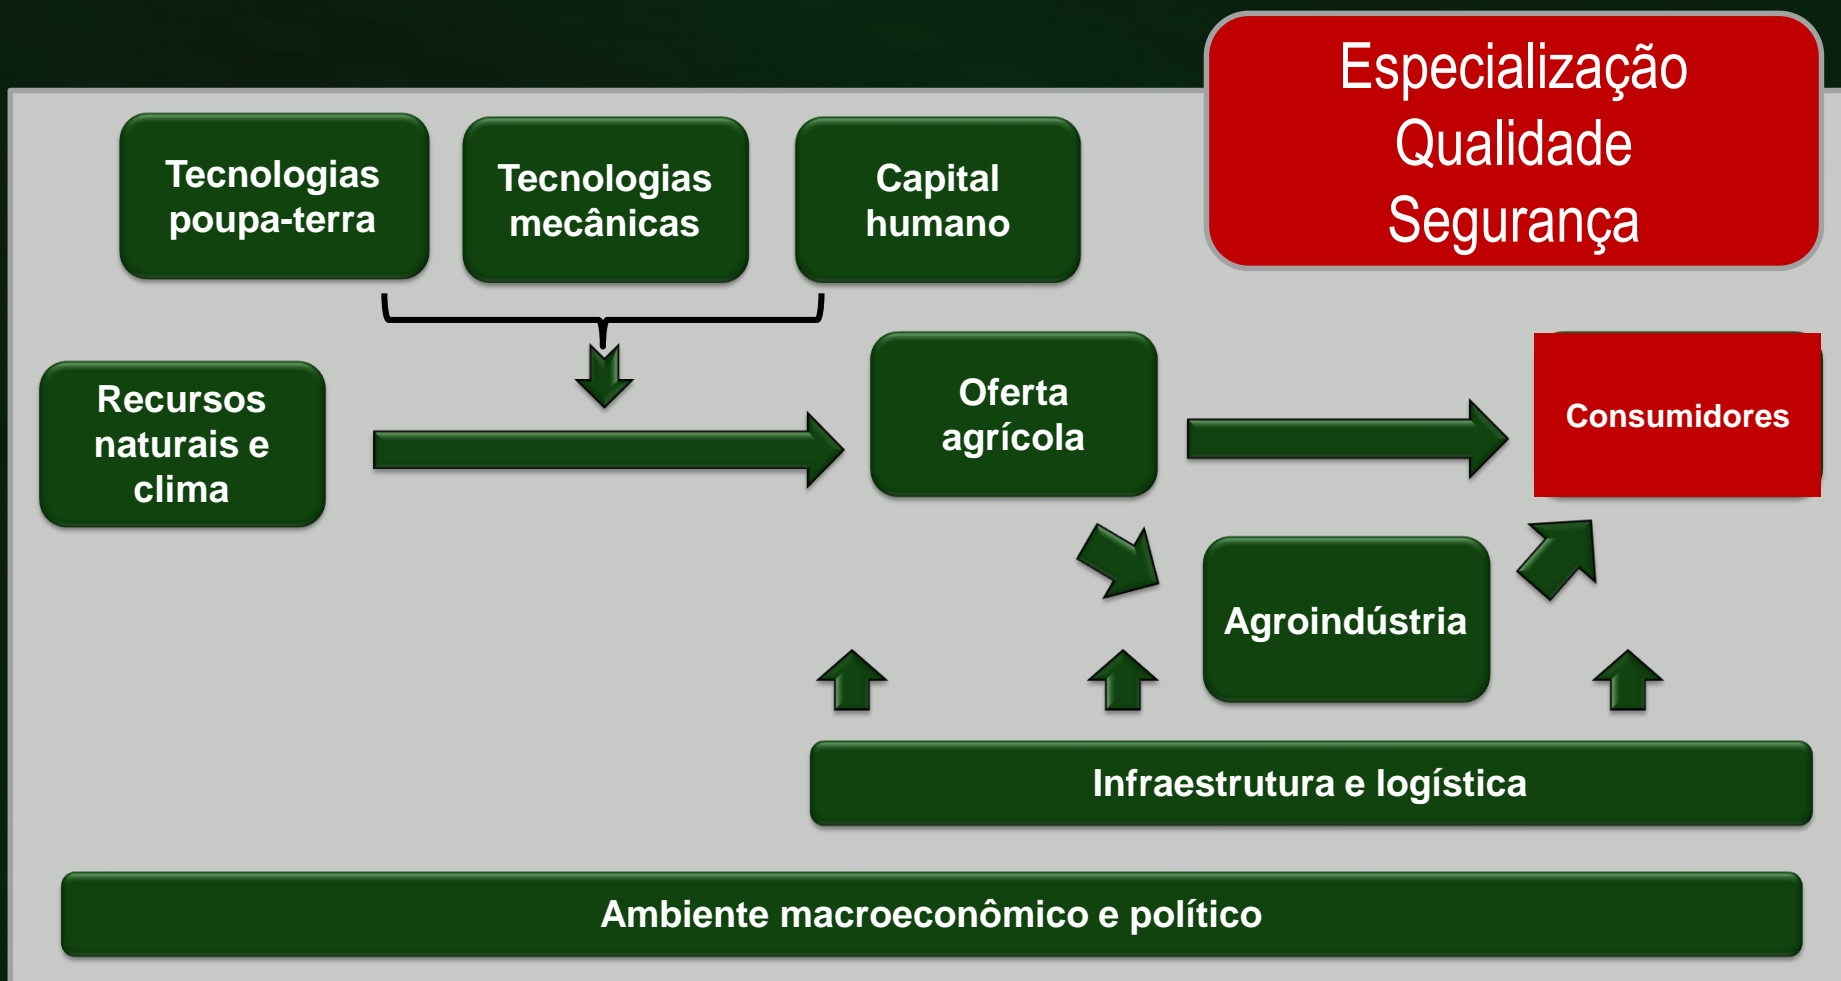 Especialização
Qualidade
Segurança
Tecnologias
poupa-terra
Tecnologias
mecânicas
Capital
humano
Recursos
naturais e
clima
Oferta
agrícola
Consumidores
Agroindústria
Infraestrutura e logística
Ambiente macroeconômico e político